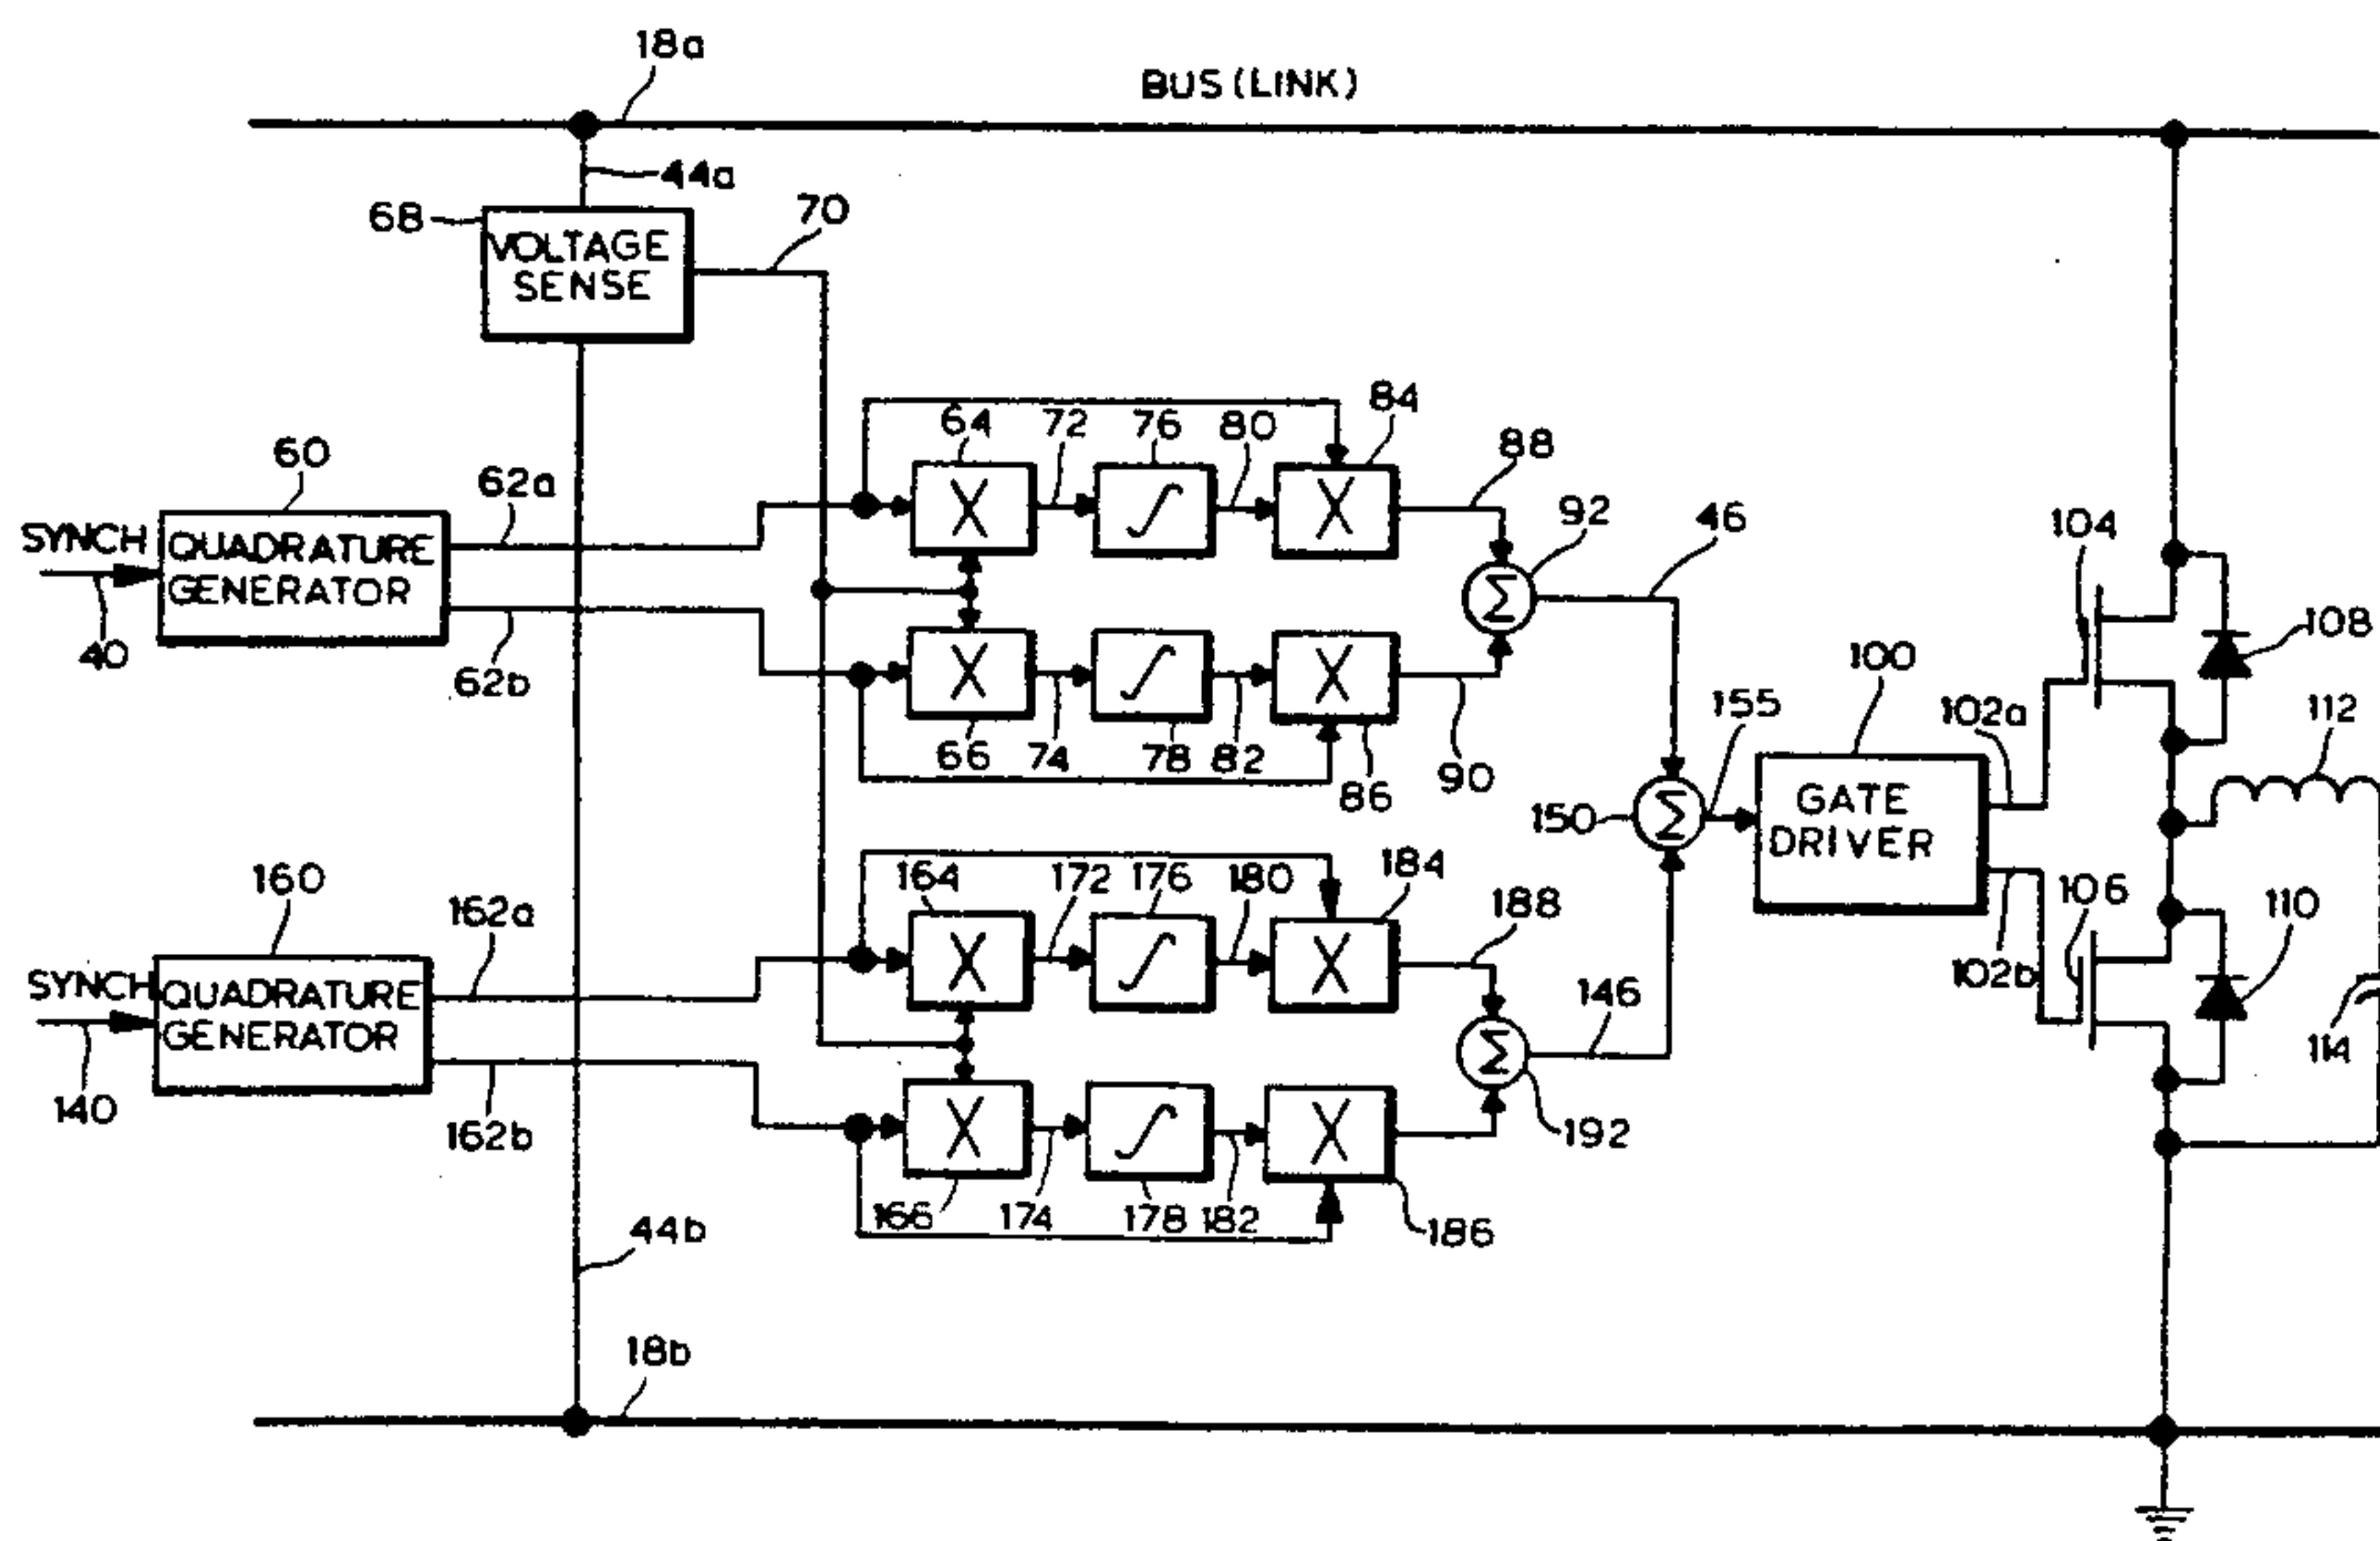 18a
BUS (LINK)
44a
68
VOLTAGE
SENSE
70
84
64
72
76
80
88
60
62a
92
46
104
SYNCH
QUADRATURE
GENERATOR
X
∫
X
Σ
40
62b
X
∫
X
108
100
155
102a
112
66
74
78
82
86
90
150
Σ
GATE
DRIVER
160
162a
164
172
176
180
184
188
106
110
SYNCH
QUADRATURE
GENERATOR
X
∫
X
146
102b
114
Σ
140
162b
X
∫
X
192
166
174
178
182
186
44b
18b